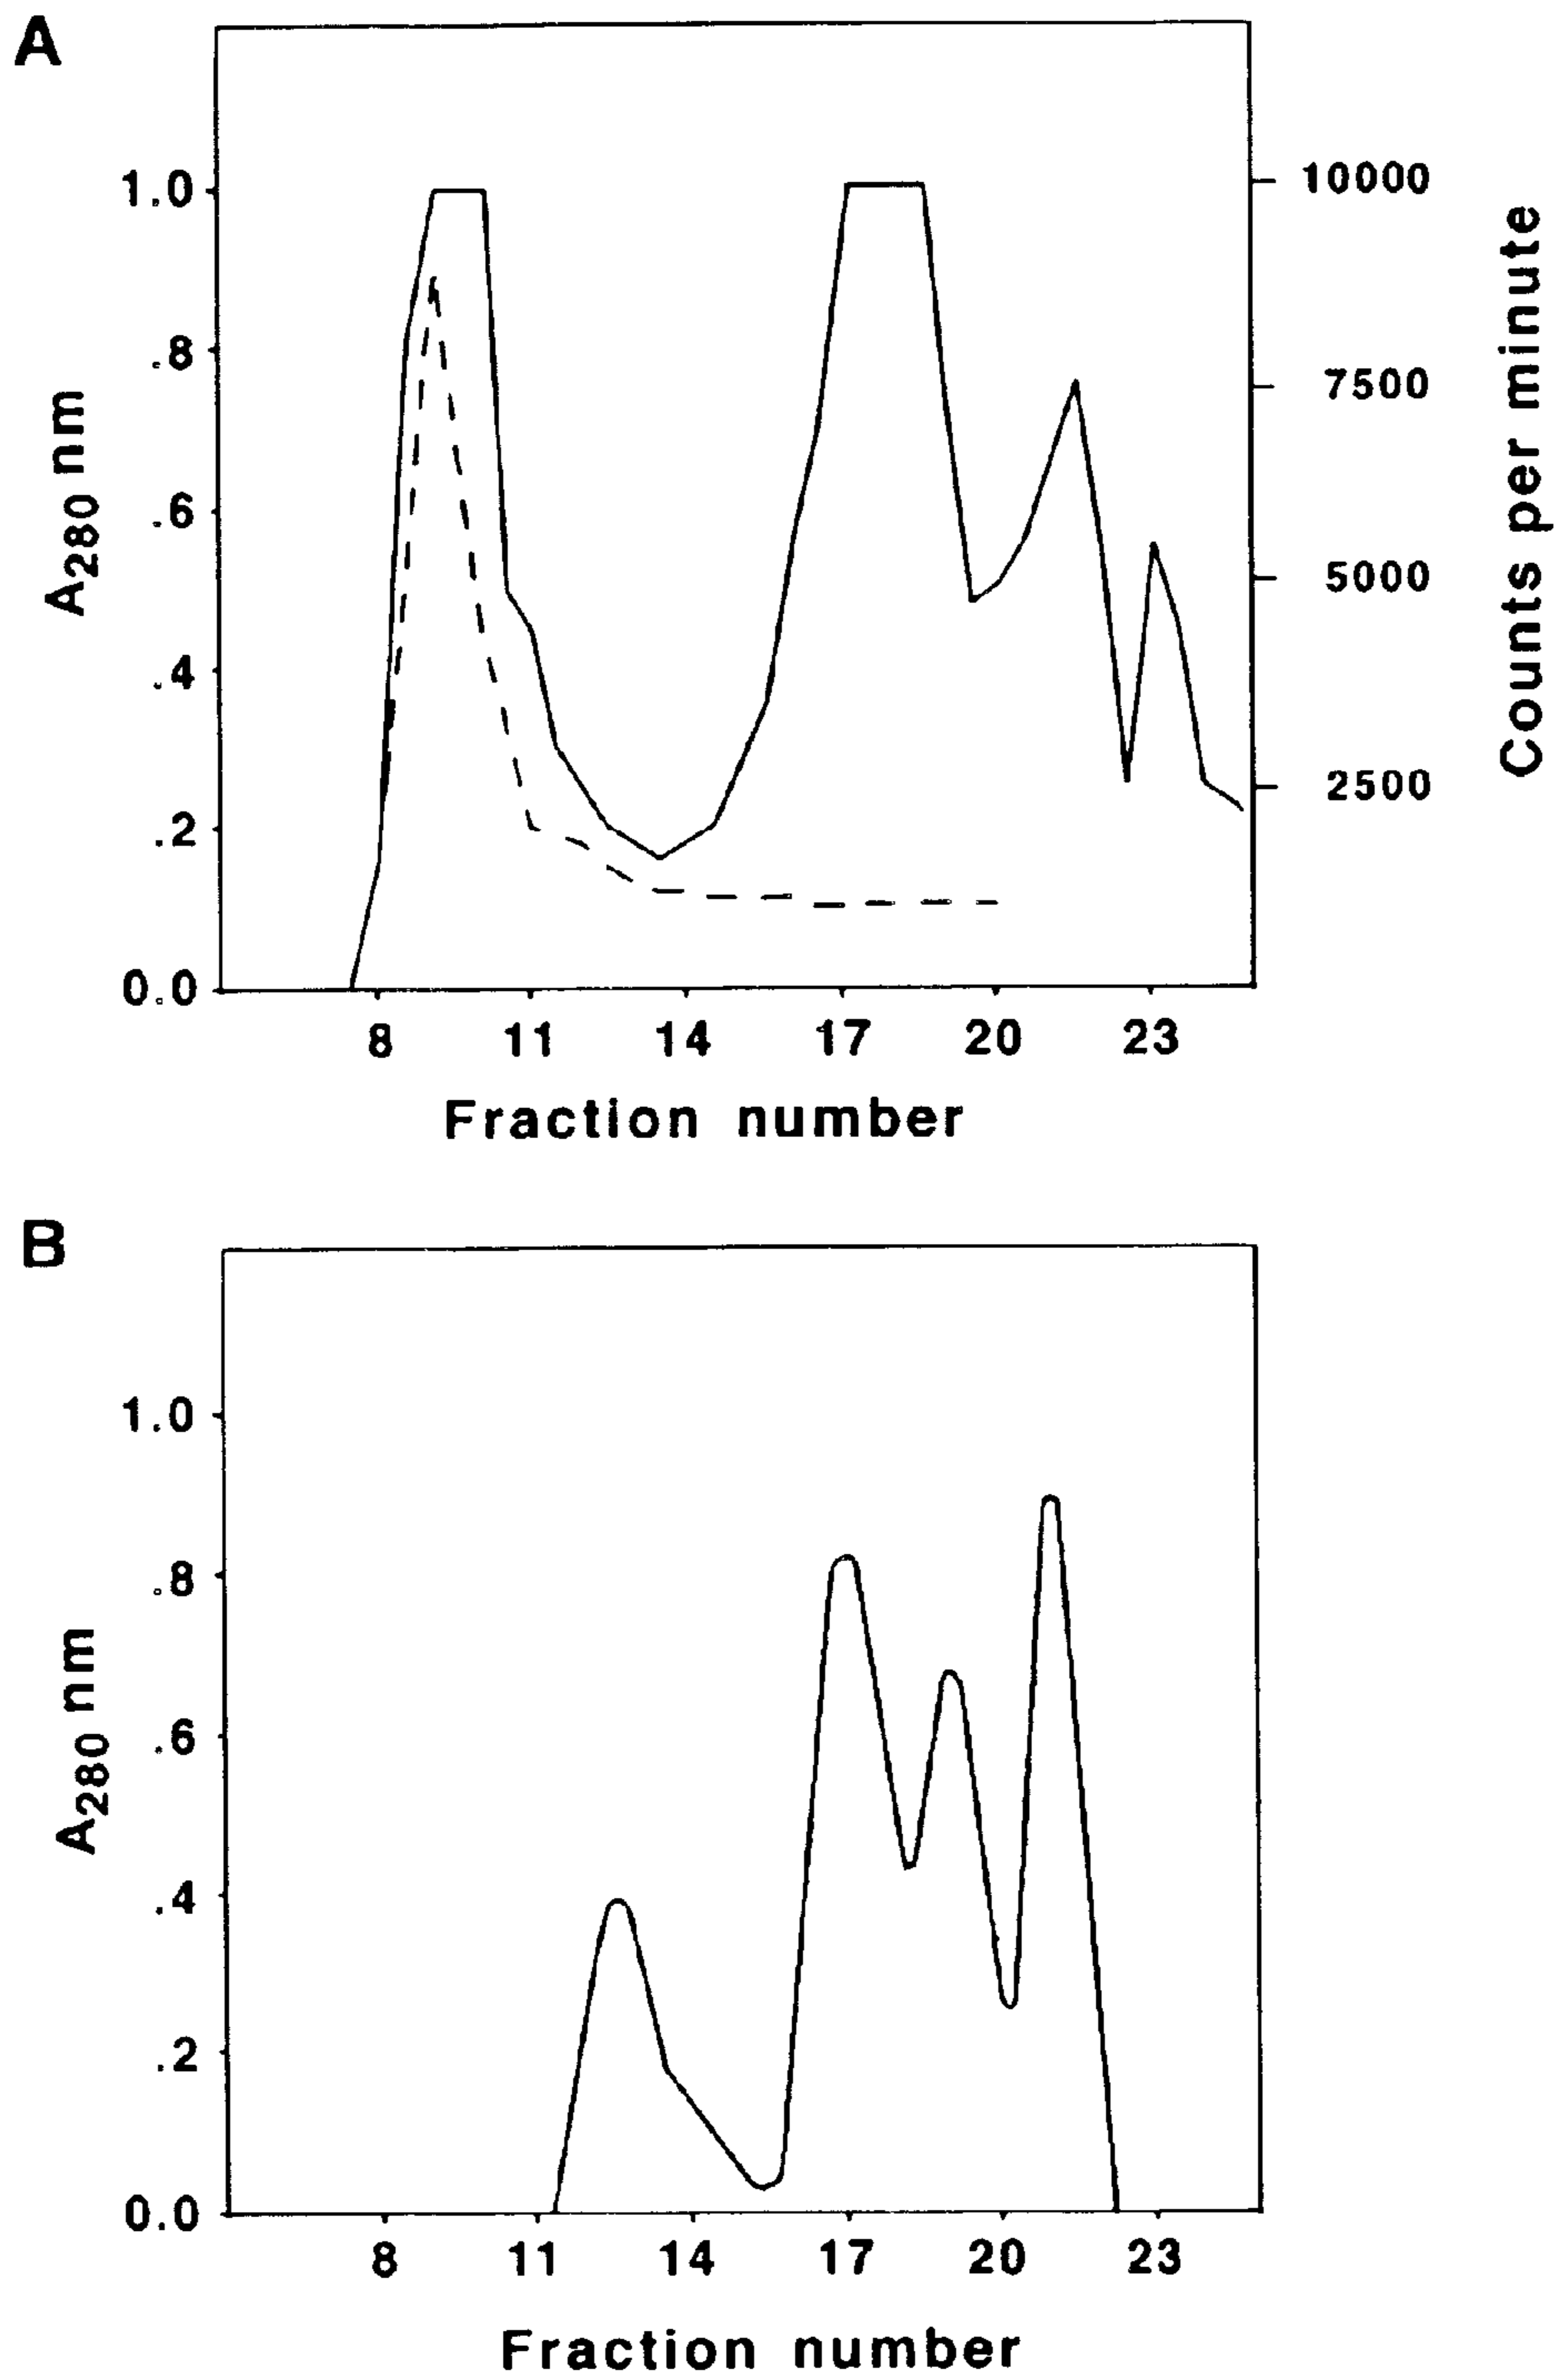 A
1.0
.8
.6
.4
.2
0.0
A280 nm
10000
7500
5000
2500
Counts per minute
8 11 14 17 20 23
Fraction number
B
1.0
.8
.6
.4
.2
0.0
A280 nm
8 11 14 17 20 23
Fraction number